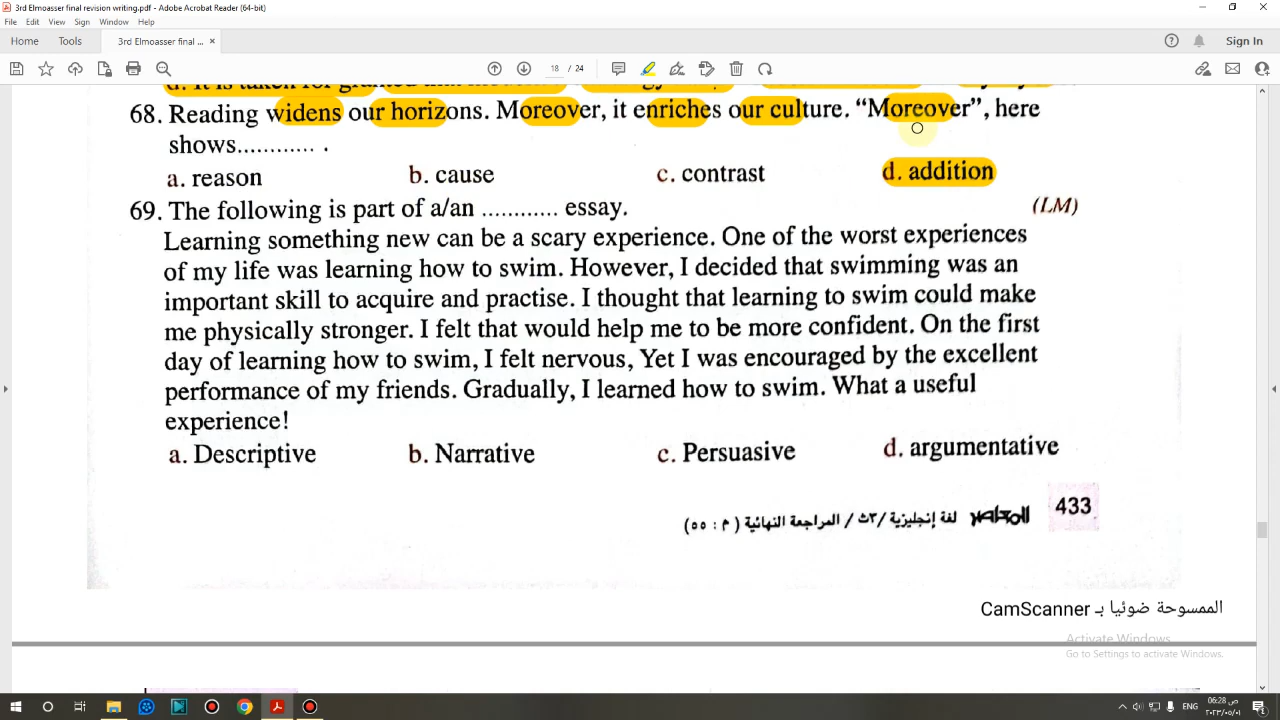 3rd Elmoasser final revision writing.pdf - Adobe Acrobat Reader (64-bit)
File Edit View Sign Window Help
Home Tools 3rd Elmoasser final ... × Sign In
18 / 24
68. Reading widens our horizons. Moreover, it enriches our culture. “Moreover”, here
shows............ .
a. reason b. cause c. contrast d. addition
69. The following is part of a/an ............ essay. (LM)
Learning something new can be a scary experience. One of the worst experiences
of my life was learning how to swim. However, I decided that swimming was an
important skill to acquire and practise. I thought that learning to swim could make
me physically stronger. I felt that would help me to be more confident. On the first
day of learning how to swim, I felt nervous, Yet I was encouraged by the excellent
performance of my friends. Gradually, I learned how to swim. What a useful
experience!
a. Descriptive b. Narrative c. Persuasive d. argumentative
المعاصر لغة إنجليزية /٣ث / المراجعة النهائية (م : ٥٥) 433
الممسوحة ضوئيا بـ CamScanner
Activate Windows
Go to Settings to activate Windows.
ENG
06:28 ص
٢٠٢٣/٠٥/٠١